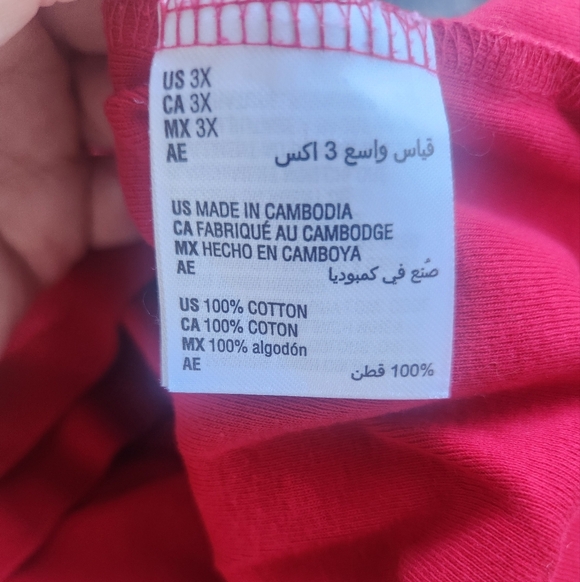 US 3X
CA 3X
MX 3X
AE قياس واسع 3 اكس
US MADE IN CAMBODIA
CA FABRIQUÉ AU CAMBODGE
MX HECHO EN CAMBOYA
AE صُنع في كمبوديا
US 100% COTTON
CA 100% COTON
MX 100% algodón
AE 100% قطن